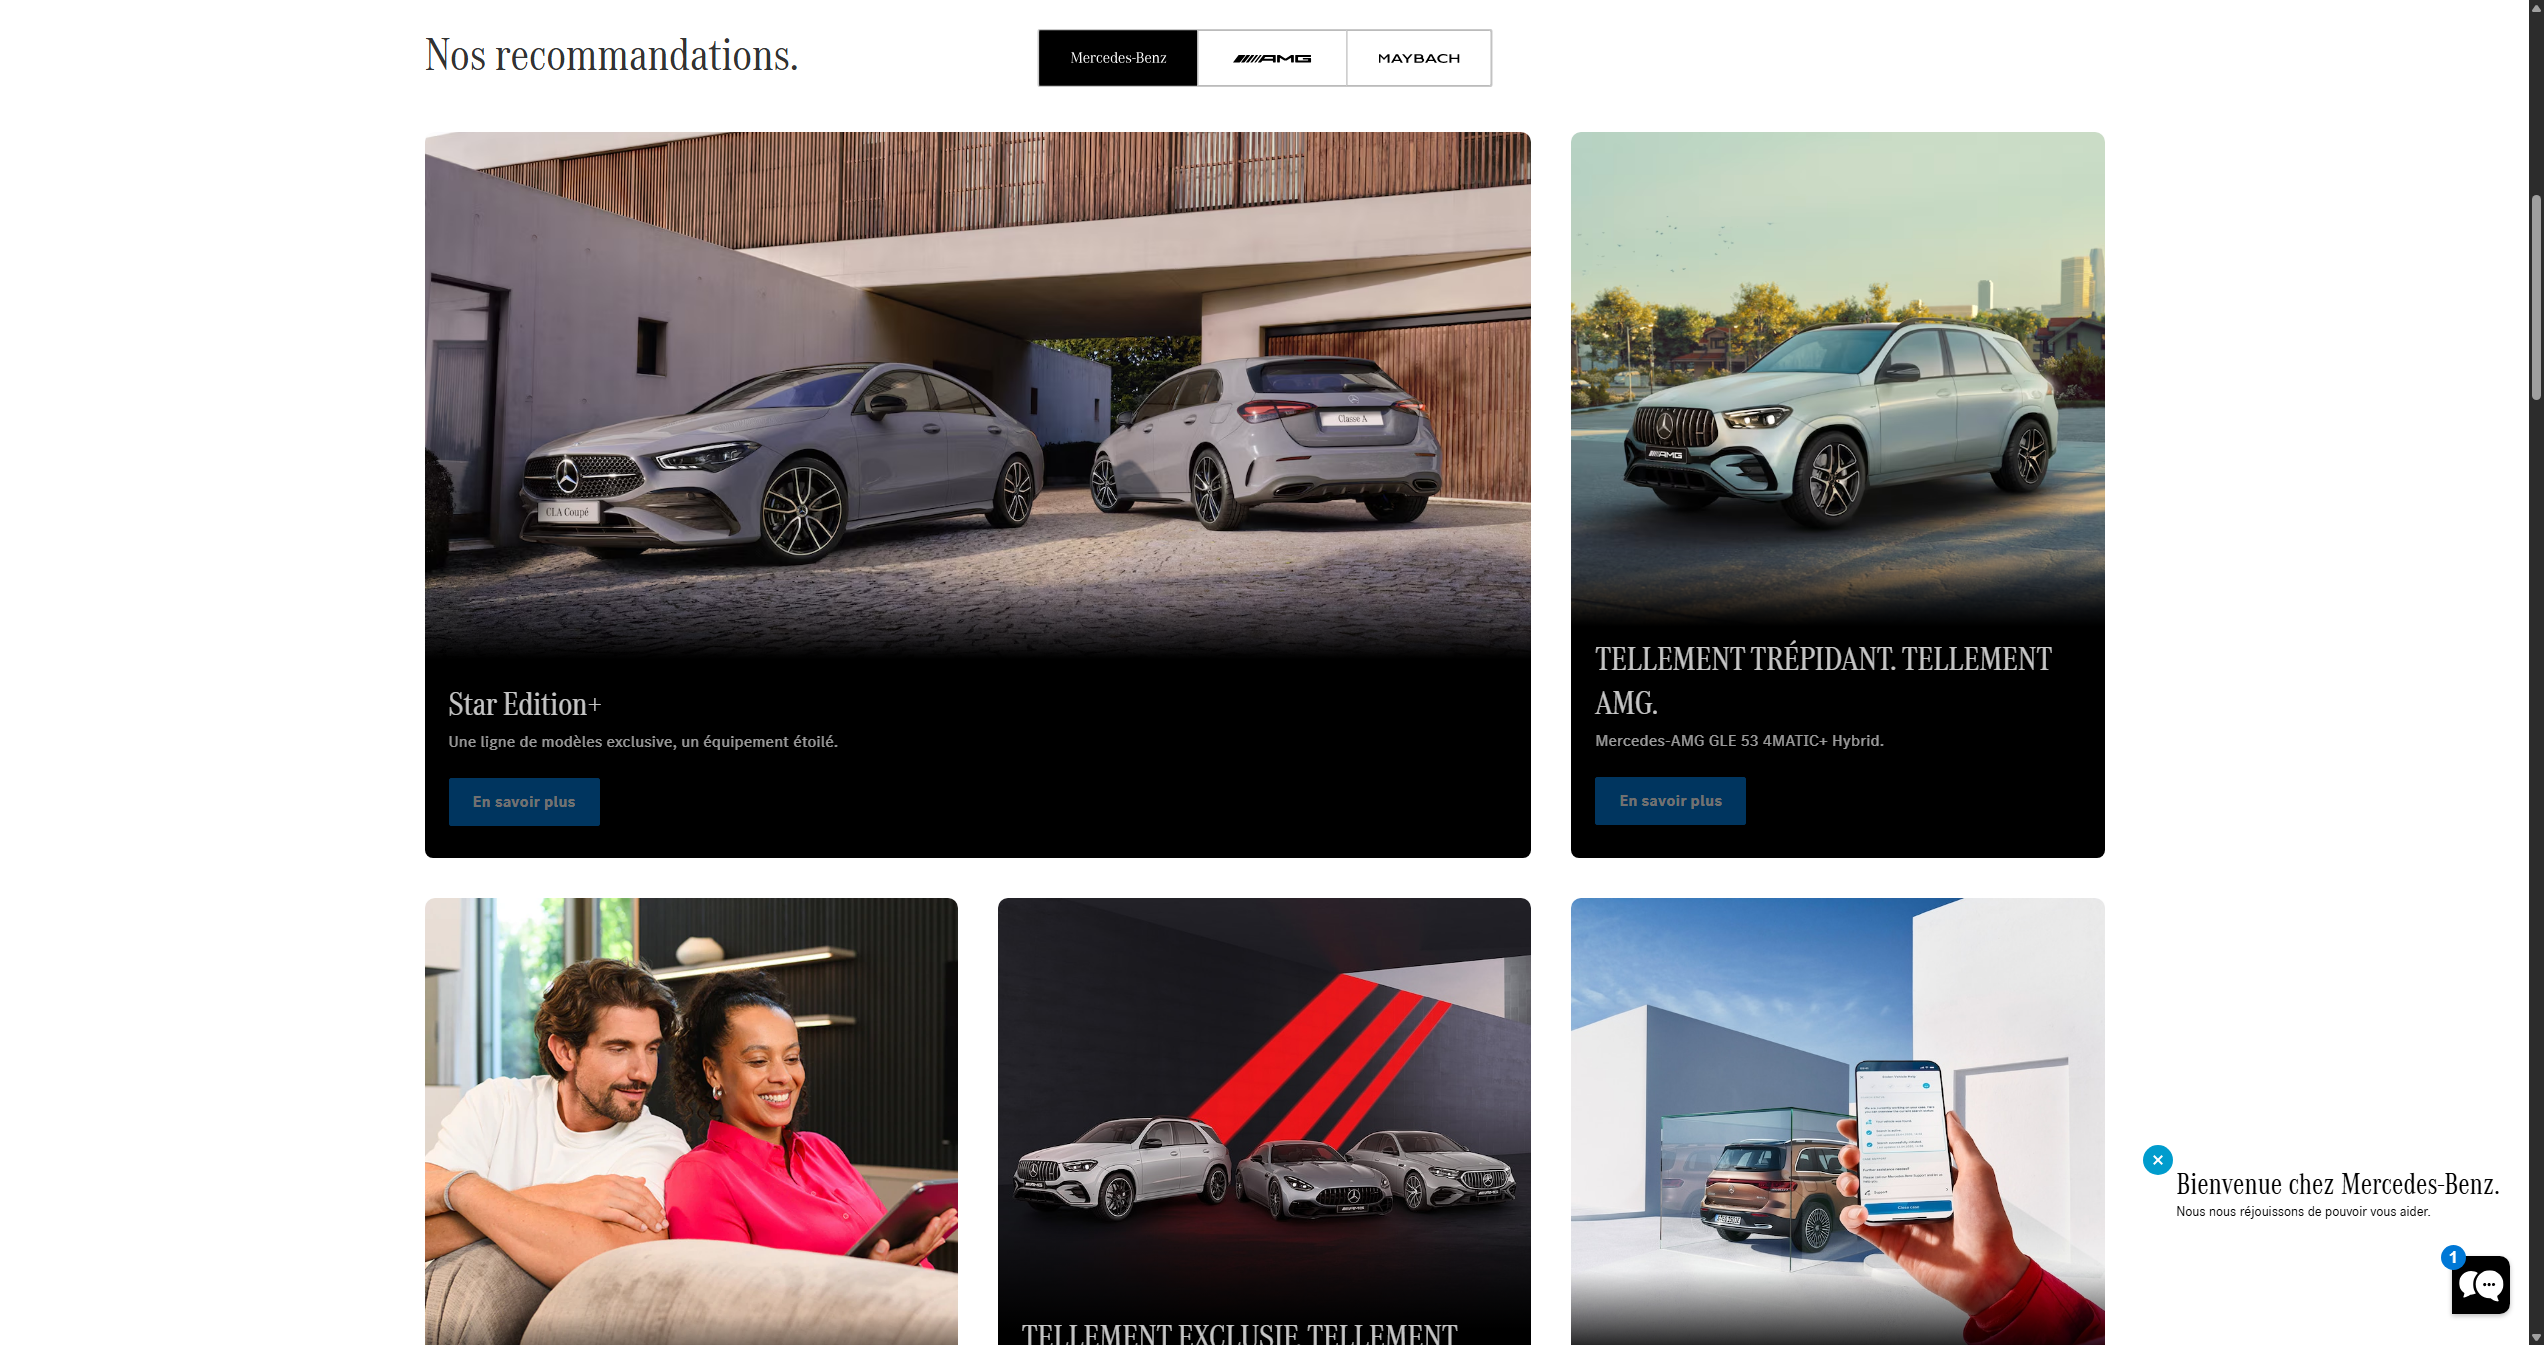 Nos recommandations.
Mercedes-Benz
AMG
MAYBACH
CLA Coupé
Classe A
AMG
Star Edition+
Une ligne de modèles exclusive, un équipement étoilé.
En savoir plus
TELLEMENT TRÉPIDANT. TELLEMENT
AMG.
Mercedes-AMG GLE 53 4MATIC+ Hybrid.
En savoir plus
TELLEMENT EXCLUSIF. TELLEMENT
Bienvenue chez Mercedes-Benz.
Nous nous réjouissons de pouvoir vous aider.
1